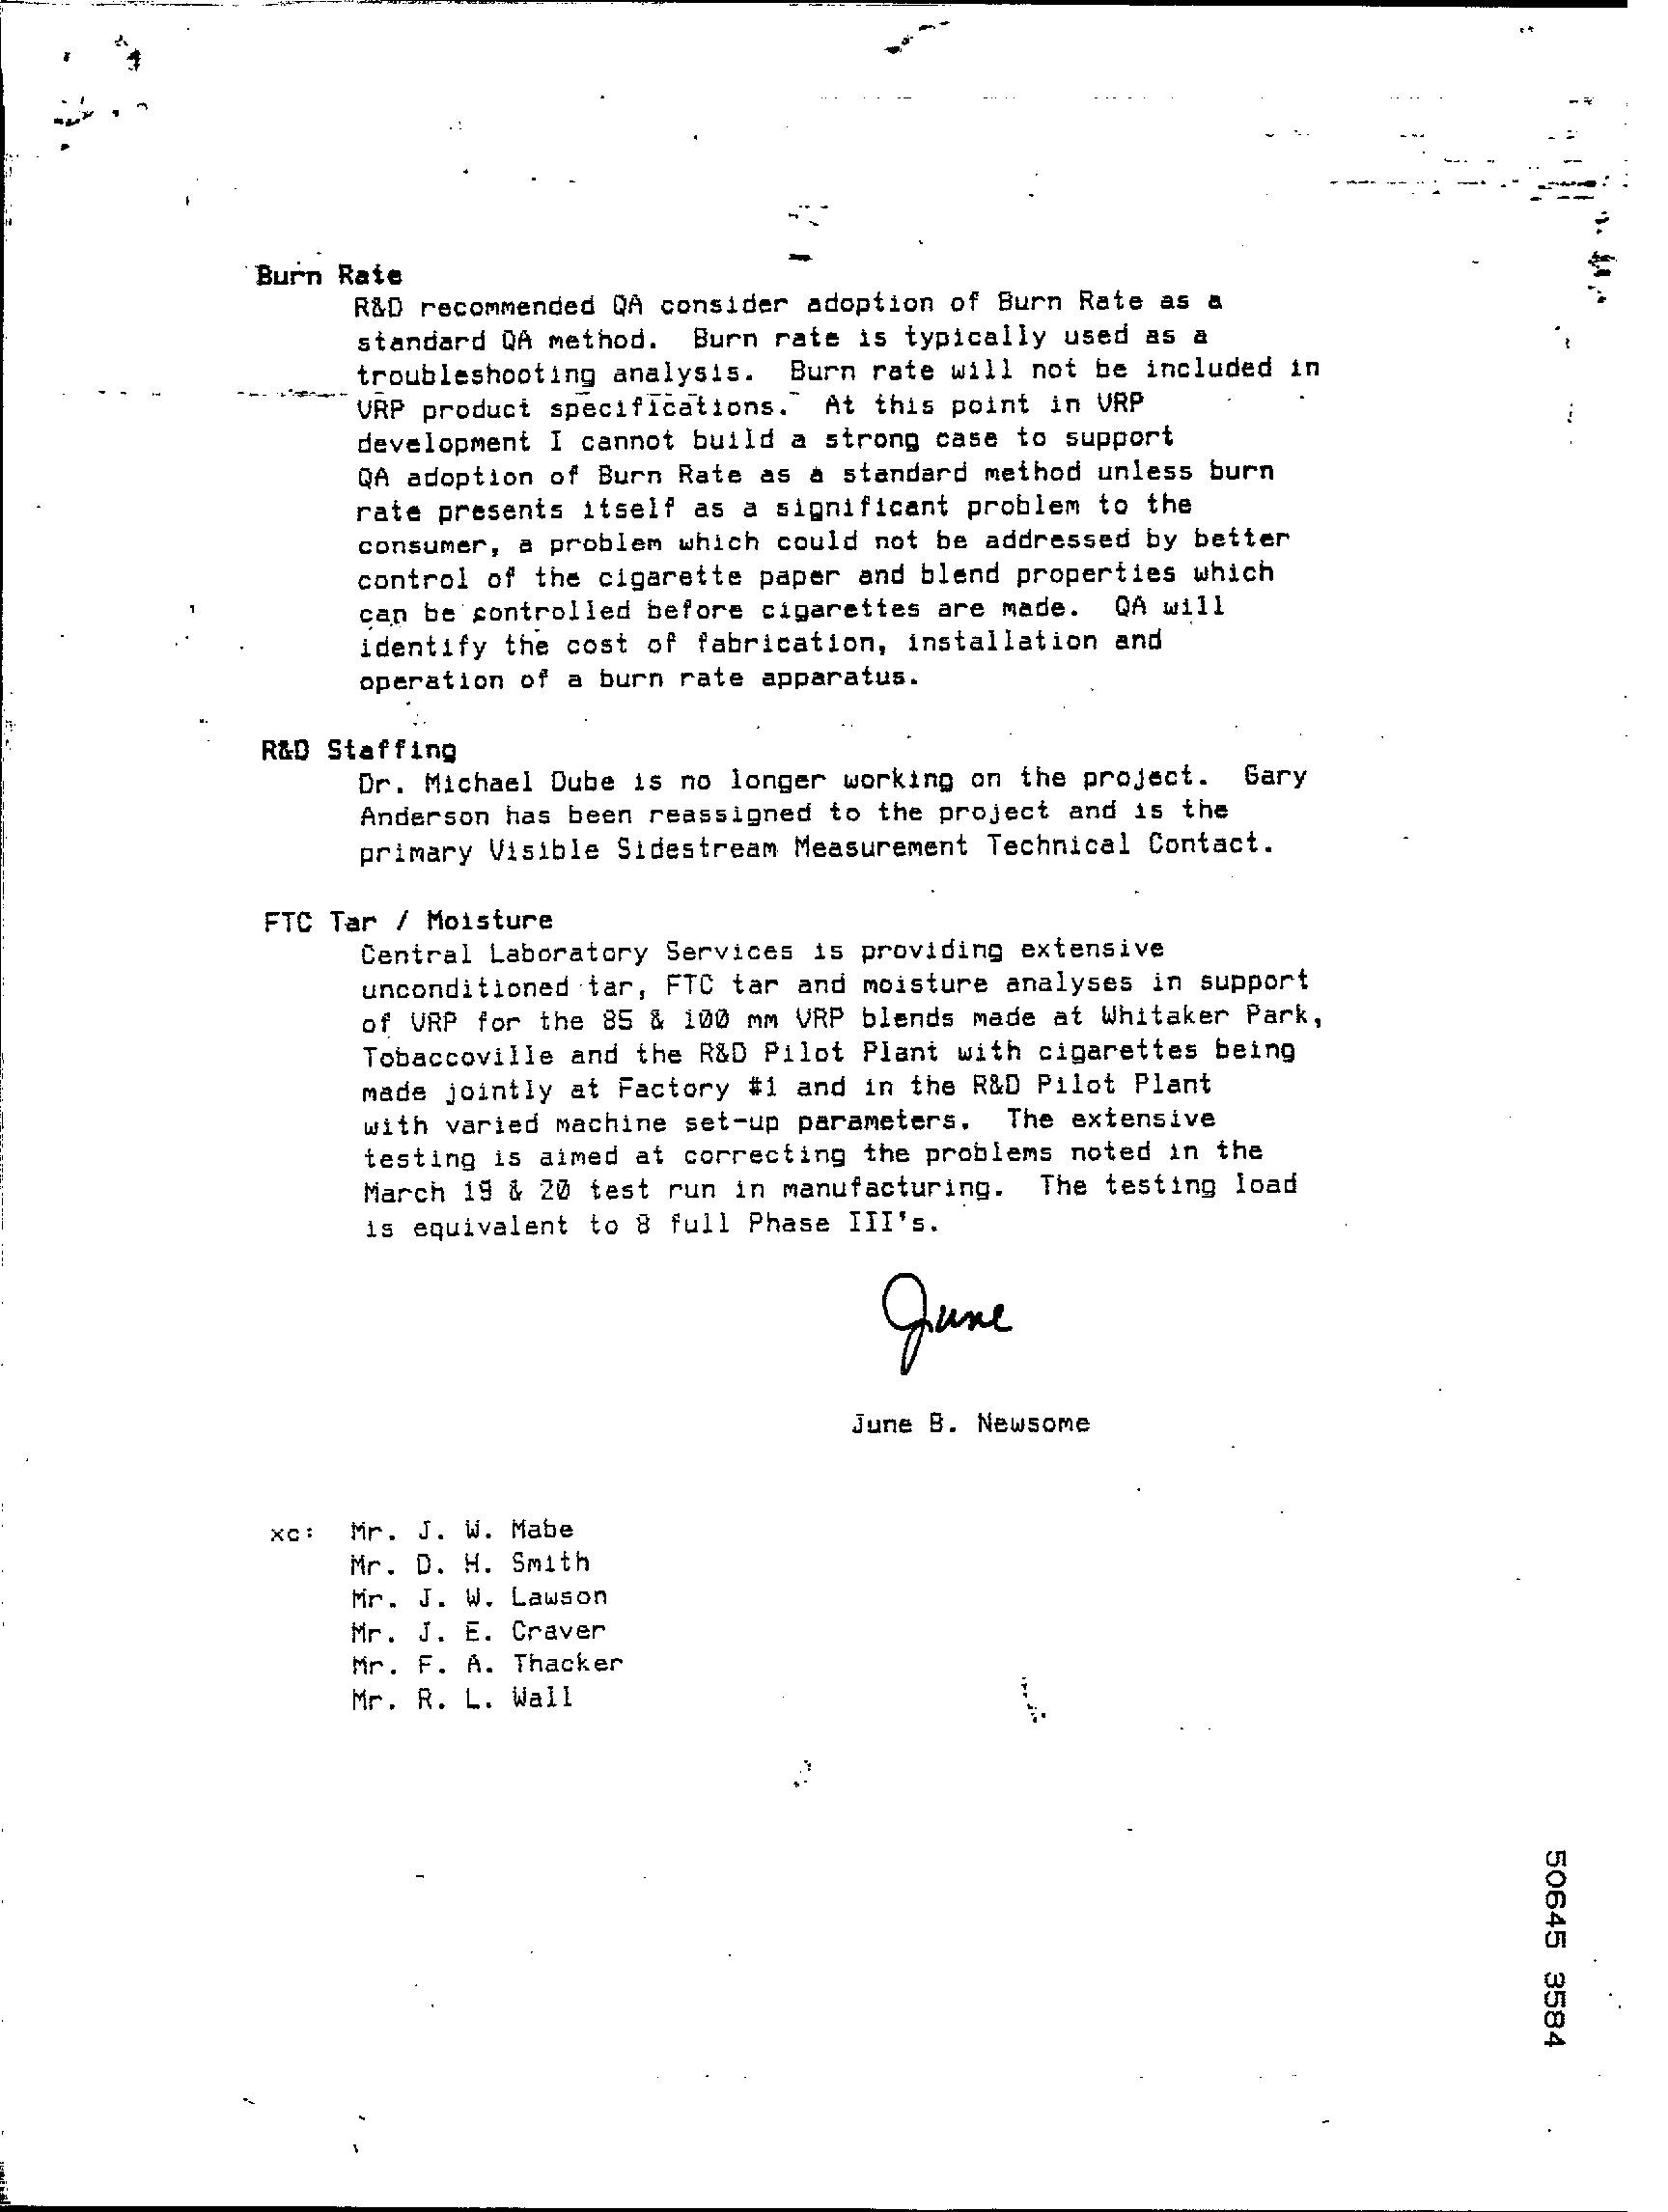 Burn Rate
R&D recommended QA consider adoption of Burn Rate as a
standard QA method. Burn rate is typically used as a
troubleshooting analysis. Burn rate will not be included in
VRP product specifications. At this point in VRP
development I cannot build a strong case to support
QA adoption of Burn Rate as a standard method unless burn
rate presents itself as a significant problem to the
consumer, a problem which could not be addressed by better
control of the cigarette paper and blend properties which
can be controlled before cigarettes are made. QA will
identify the cost of fabrication, installation and
operation of a burn rate apparatus.
R&D Staffing
Dr. Michael Dube is no longer working on the project. Gary
Anderson has been reassigned to the project and is the
primary Visible Sidestream Measurement Technical Contact.
FTC Tar / Moisture
Central Laboratory Services is providing extensive
unconditioned tar, FTC tar and moisture analyses in support
of VRP for the 85 & 100 mm VRP blends made at Whitaker Park,
Tobaccoville and the R&D Pilot Plant with cigarettes being
made jointly at Factory #1 and in the R&D Pilot Plant
with varied machine set-up parameters. The extensive
testing is aimed at correcting the problems noted in the
March 19 & 20 test run in manufacturing. The testing load
is equivalent to 8 full Phase III's.
June
June B. Newsome
xc: Mr. J. W. Mabe
Mr. D. H. Smith
Mr. J. W. Lawson
Mr. J. E. Craver
Mr. F. A. Thacker
Mr. R. L. Wall
50645 3584